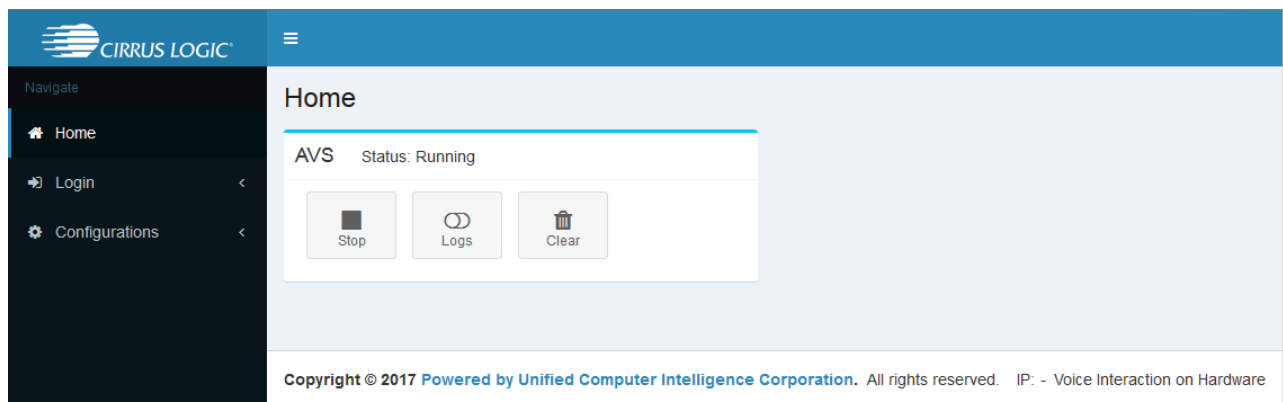 CIRRUS LOGIC®
Navigate
Home
Login
Configurations
Home
AVS Status: Running
Stop Logs Clear
Copyright © 2017 Powered by Unified Computer Intelligence Corporation. All rights reserved. IP: - Voice Interaction on Hardware